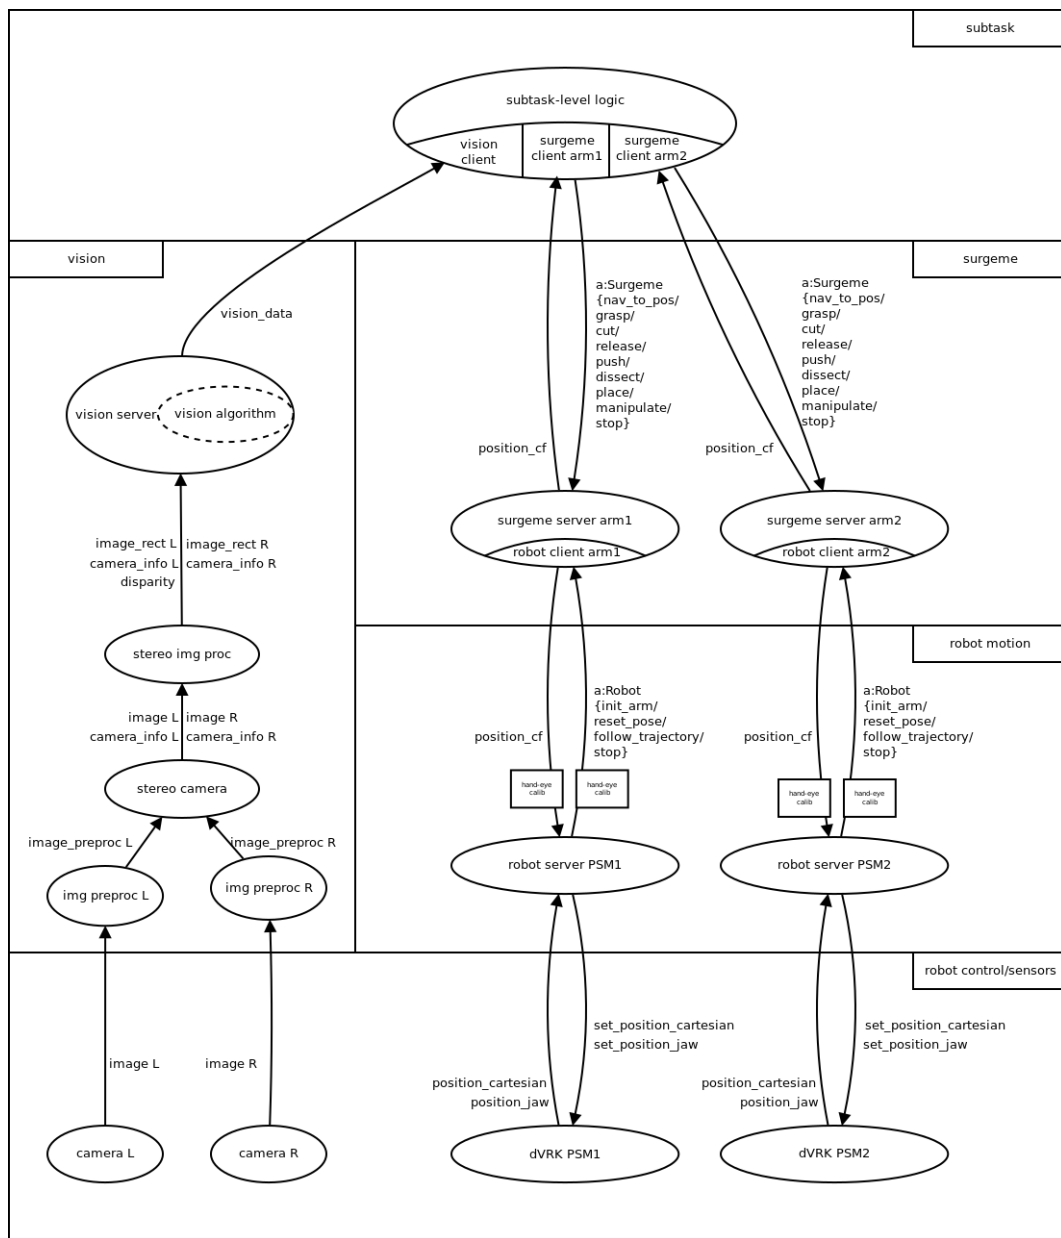 subtask
subtask-level logic
vision
client
surgeme
client arm1
surgeme
client arm2
vision
surgeme
vision_data
a:Surgeme
{nav_to_pos/
grasp/
cut/
release/
push/
dissect/
place/
manipulate/
stop}
a:Surgeme
{nav_to_pos/
grasp/
cut/
release/
push/
dissect/
place/
manipulate/
stop}
vision server
vision algorithm
position_cf
position_cf
surgeme server arm1
robot client arm1
surgeme server arm2
robot client arm2
image_rect L
camera_info L
disparity
image_rect R
camera_info R
stereo img proc
robot motion
image L
camera_info L
image R
camera_info R
position_cf
a:Robot
{init_arm/
reset_pose/
follow_trajectory/
stop}
position_cf
a:Robot
{init_arm/
reset_pose/
follow_trajectory/
stop}
stereo camera
hand-eye
calib
hand-eye
calib
hand-eye
calib
hand-eye
calib
image_preproc L
image_preproc R
img preproc L
img preproc R
robot server PSM1
robot server PSM2
robot control/sensors
image L
image R
set_position_cartesian
set_position_jaw
set_position_cartesian
set_position_jaw
position_cartesian
position_jaw
position_cartesian
position_jaw
camera L
camera R
dVRK PSM1
dVRK PSM2